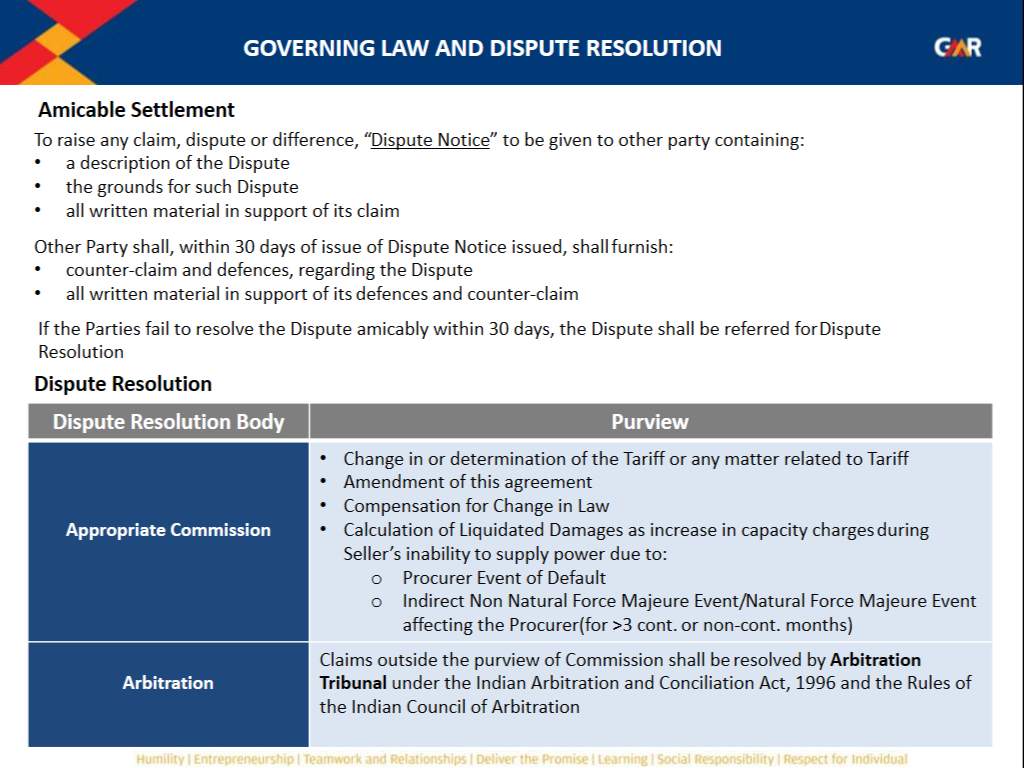 GOVERNING LAW AND DISPUTE RESOLUTION
GMR
Amicable Settlement
To raise any claim, dispute or difference, “Dispute Notice” to be given to other party containing:
• a description of the Dispute
• the grounds for such Dispute
• all written material in support of its claim
Other Party shall, within 30 days of issue of Dispute Notice issued, shall furnish:
• counter-claim and defences, regarding the Dispute
• all written material in support of its defences and counter-claim
If the Parties fail to resolve the Dispute amicably within 30 days, the Dispute shall be referred for Dispute
Resolution
Dispute Resolution
Dispute Resolution Body
Purview
Appropriate Commission
• Change in or determination of the Tariff or any matter related to Tariff
• Amendment of this agreement
• Compensation for Change in Law
• Calculation of Liquidated Damages as increase in capacity charges during
Seller’s inability to supply power due to:
o Procurer Event of Default
o Indirect Non Natural Force Majeure Event/Natural Force Majeure Event
affecting the Procurer(for >3 cont. or non-cont. months)
Arbitration
Claims outside the purview of Commission shall be resolved by Arbitration
Tribunal under the Indian Arbitration and Conciliation Act, 1996 and the Rules of
the Indian Council of Arbitration
Humility | Entrepreneurship | Teamwork and Relationships | Deliver the Promise | Learning | Social Responsibility | Respect for Individual